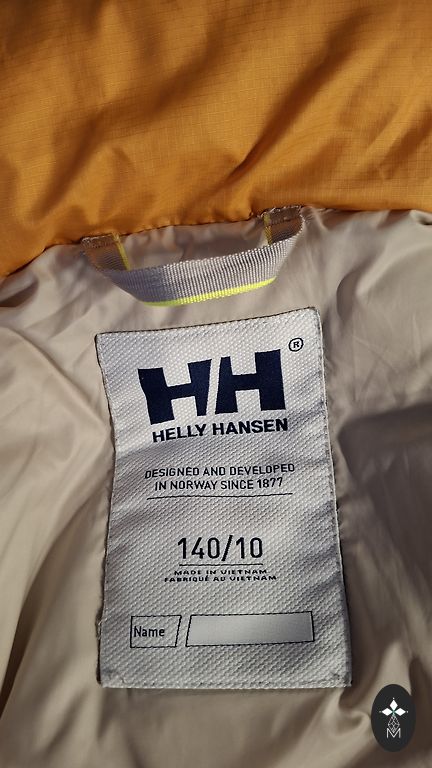 HH®
HELLY HANSEN
DESIGNED AND DEVELOPED
IN NORWAY SINCE 1877
140/10
MADE IN VIETNAM
FABRIQUÉ AU VIETNAM
Name
M